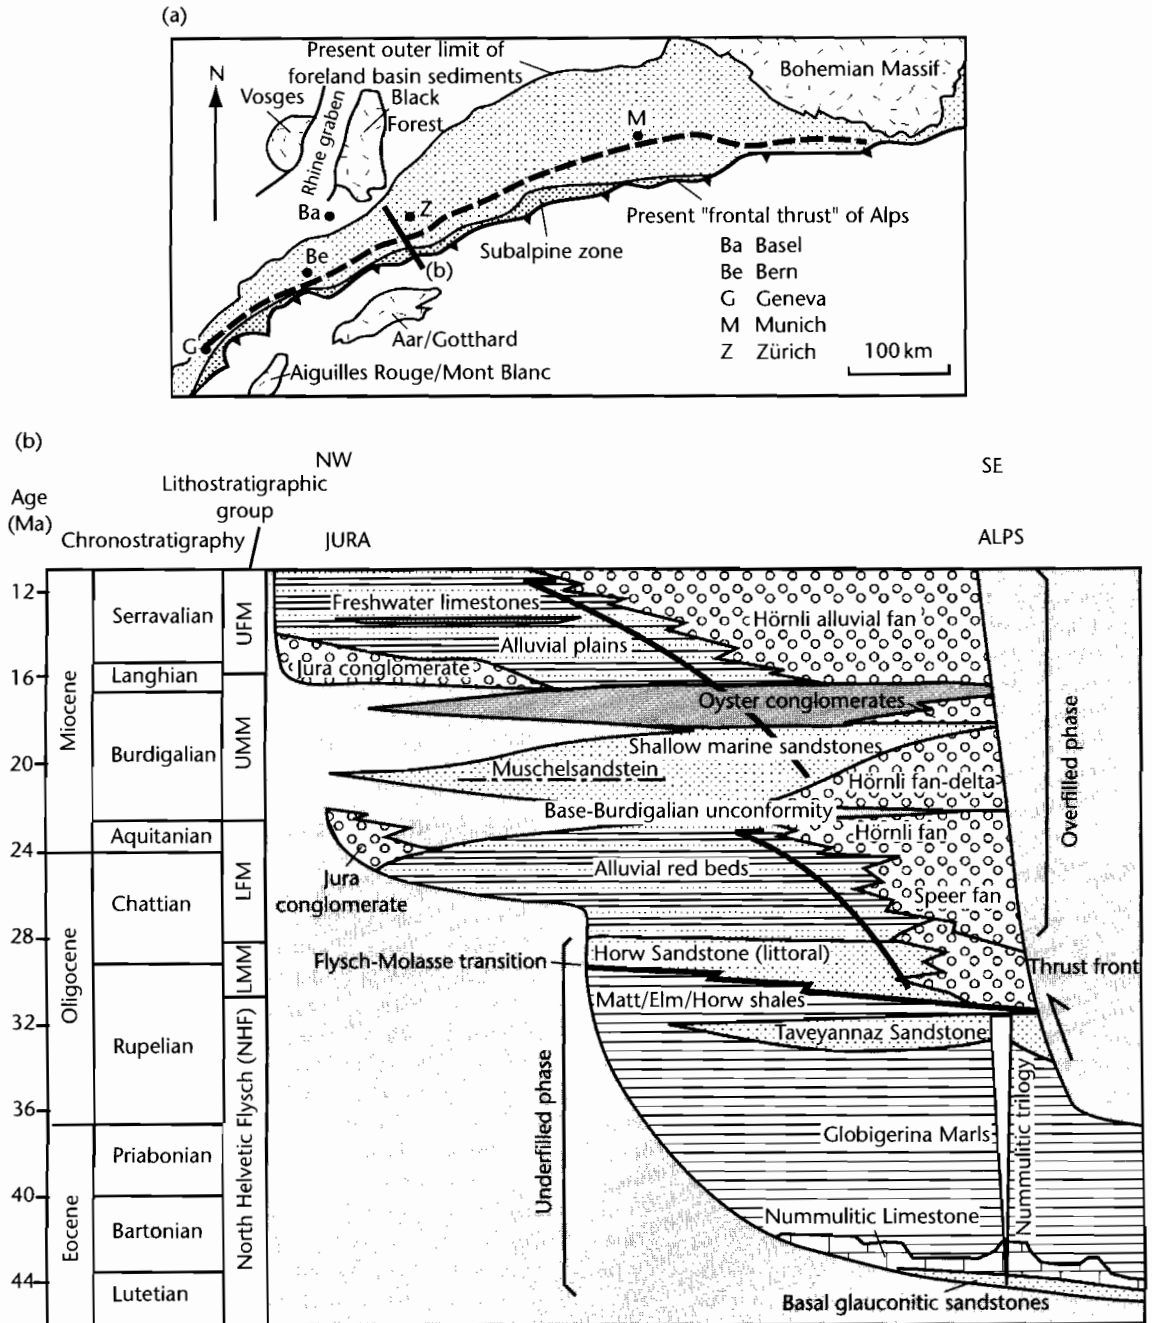 (a)
N
Present outer limit of
foreland basin sediments
Bohemian Massif
Vosges
Rhine graben
Black
Forest
M
Ba
Z
Present "frontal thrust" of Alps
Subalpine zone
Be
(b)
G
Aar/Gotthard
Aiguilles Rouge/Mont Blanc
Ba Basel
Be Bern
G Geneva
M Munich
Z Zürich
100 km
(b)
NW
SE
Lithostratigraphic
group
Age
(Ma)
Chronostratigraphy
JURA
ALPS
12
16
20
24
28
32
36
40
44
Miocene
Oligocene
Eocene
Serravalian
Langhian
Burdigalian
Aquitanian
Chattian
Rupelian
Priabonian
Bartonian
Lutetian
UFM
UMM
LFM
LMM
North Helvetic Flysch (NHF)
Freshwater limestones
Hörnli alluvial fan
Alluvial plains
Jura conglomerate
Oyster conglomerates
Shallow marine sandstones
Muschelsandstein
Hörnli fan-delta
Base-Burdigalian unconformity
Hörnli fan
Alluvial red beds
Jura
conglomerate
Speer fan
Overfilled phase
Horw Sandstone (littoral)
Flysch-Molasse transition
Thrust front
Matt/Elm/Horw shales
Taveyannaz Sandstone
Underfilled phase
Nummulitic trilogy
Globigerina Marls
Nummulitic Limestone
Basal glauconitic sandstones